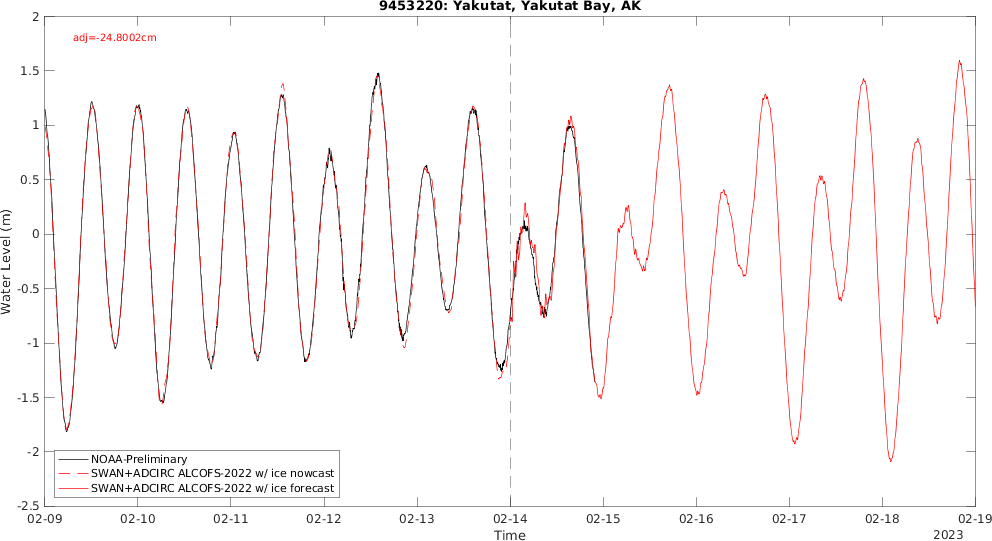 9453220: Yakutat, Yakutat Bay, AK
adj=-24.8002cm
Water Level (m)
2
1.5
1
0.5
0
-0.5
-1
-1.5
-2
-2.5
NOAA-Preliminary
SWAN+ADCIRC ALCOFS-2022 w/ ice nowcast
SWAN+ADCIRC ALCOFS-2022 w/ ice forecast
02-09 02-10 02-11 02-12 02-13 02-14 02-15 02-16 02-17 02-18 02-19
Time
2023